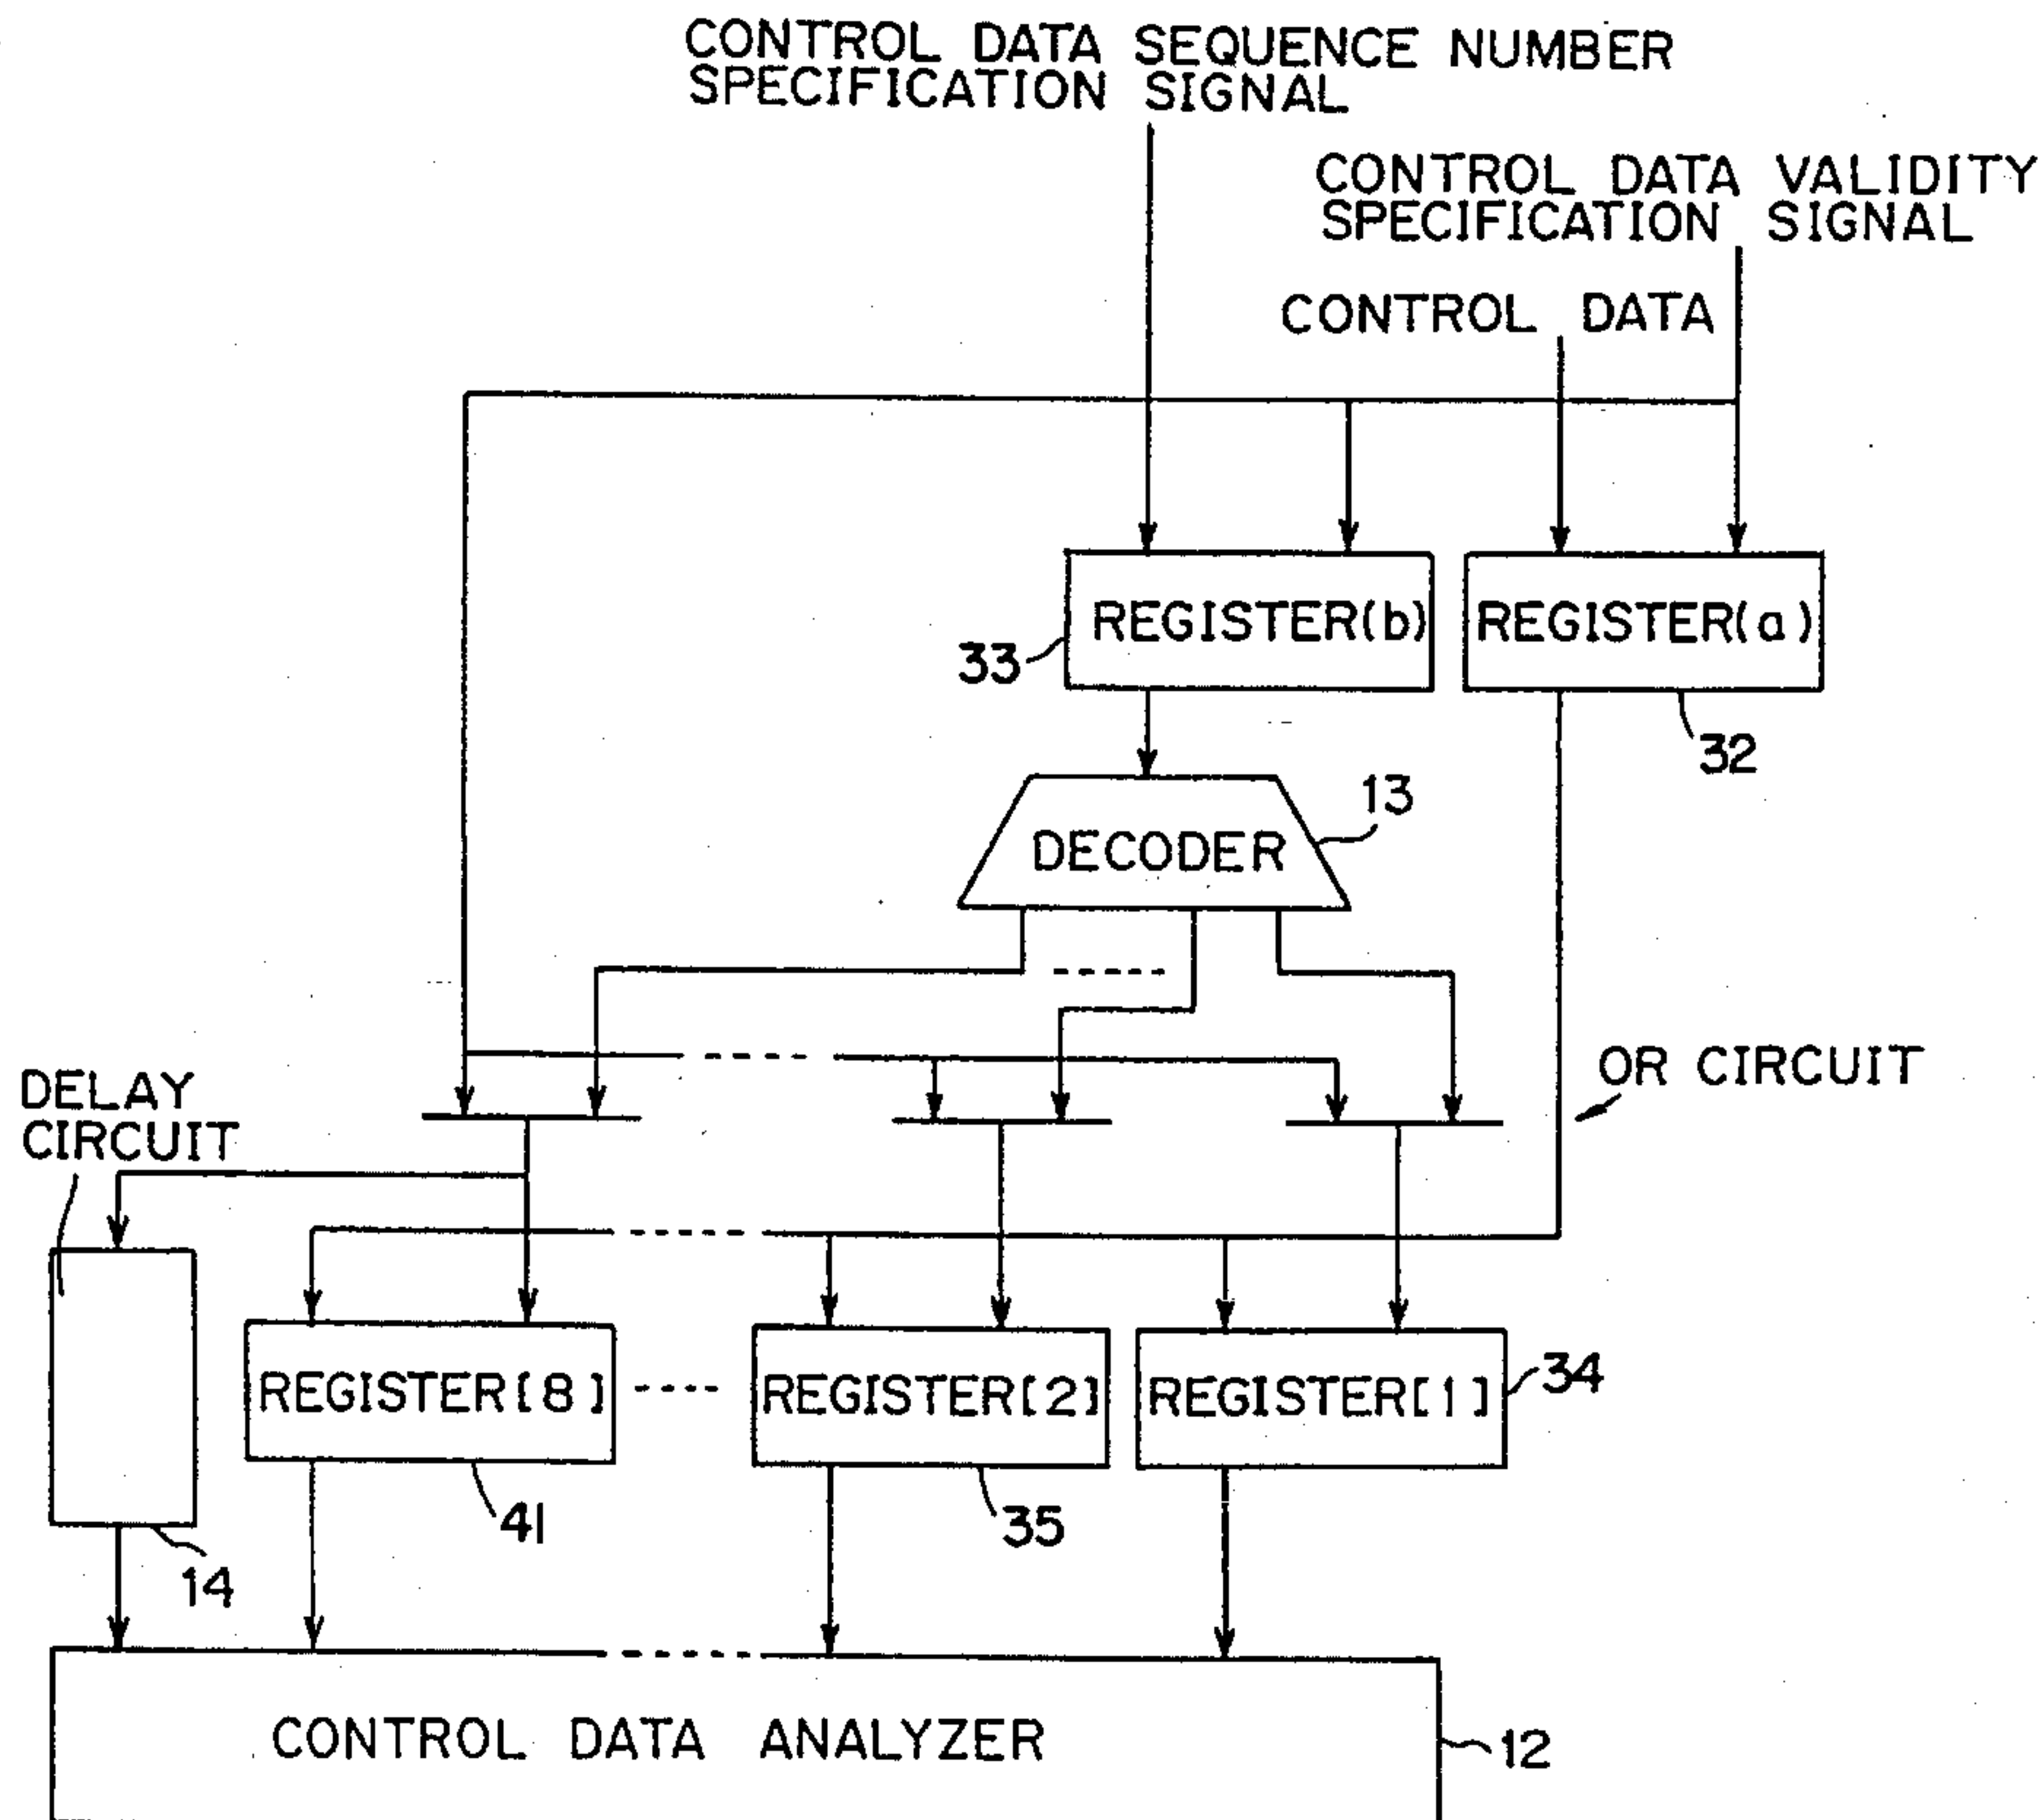 CONTROL DATA SEQUENCE NUMBER
SPECIFICATION SIGNAL
CONTROL DATA VALIDITY
SPECIFICATION SIGNAL
CONTROL DATA
REGISTER(b)
REGISTER(a)
33
32
13
DECODER
OR CIRCUIT
DELAY
CIRCUIT
REGISTER[8]
REGISTER[2]
REGISTER[1]
34
41
35
14
CONTROL DATA ANALYZER
12